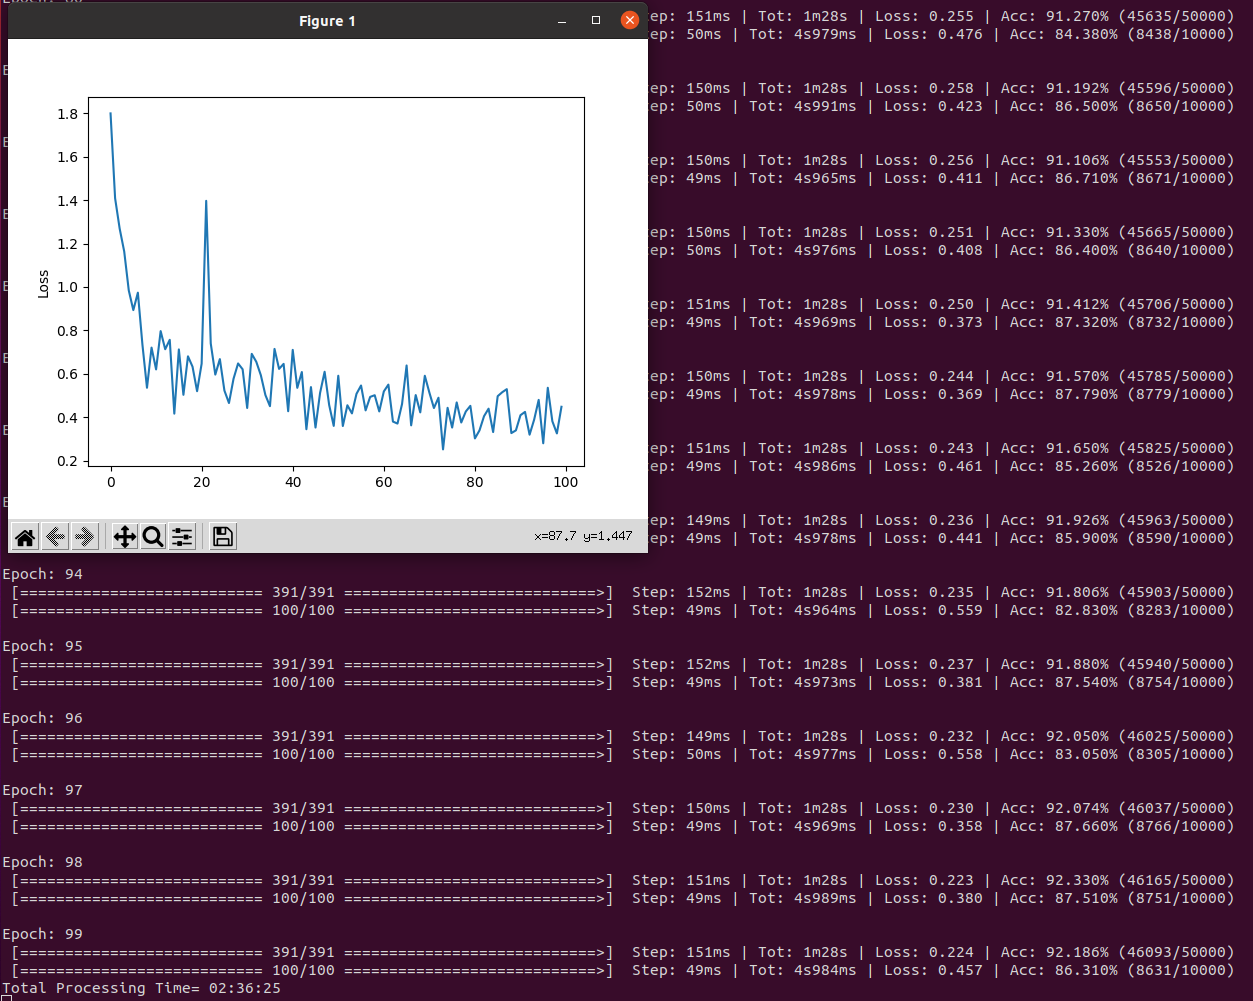 Figure 1
Step: 151ms | Tot: 1m28s | Loss: 0.255 | Acc: 91.270% (45635/50000)
Step: 50ms | Tot: 4s979ms | Loss: 0.476 | Acc: 84.380% (8438/10000)
Step: 150ms | Tot: 1m28s | Loss: 0.258 | Acc: 91.192% (45596/50000)
Step: 50ms | Tot: 4s991ms | Loss: 0.423 | Acc: 86.500% (8650/10000)
Step: 150ms | Tot: 1m28s | Loss: 0.256 | Acc: 91.106% (45553/50000)
Step: 49ms | Tot: 4s965ms | Loss: 0.411 | Acc: 86.710% (8671/10000)
Step: 150ms | Tot: 1m28s | Loss: 0.251 | Acc: 91.330% (45665/50000)
Step: 50ms | Tot: 4s976ms | Loss: 0.408 | Acc: 86.400% (8640/10000)
Step: 151ms | Tot: 1m28s | Loss: 0.250 | Acc: 91.412% (45706/50000)
Step: 49ms | Tot: 4s969ms | Loss: 0.373 | Acc: 87.320% (8732/10000)
Step: 150ms | Tot: 1m28s | Loss: 0.244 | Acc: 91.570% (45785/50000)
Step: 49ms | Tot: 4s978ms | Loss: 0.369 | Acc: 87.790% (8779/10000)
Step: 151ms | Tot: 1m28s | Loss: 0.243 | Acc: 91.650% (45825/50000)
Step: 49ms | Tot: 4s986ms | Loss: 0.461 | Acc: 85.260% (8526/10000)
Step: 149ms | Tot: 1m28s | Loss: 0.236 | Acc: 91.926% (45963/50000)
Step: 49ms | Tot: 4s978ms | Loss: 0.441 | Acc: 85.900% (8590/10000)
1.8
1.6
1.4
1.2
1.0
0.8
0.6
0.4
0.2
Loss
0 20 40 60 80 100
x=87.7 y=1.447
Epoch: 94
[=========================== 391/391 ============================>] Step: 152ms | Tot: 1m28s | Loss: 0.235 | Acc: 91.806% (45903/50000)
[=========================== 100/100 ============================>] Step: 49ms | Tot: 4s964ms | Loss: 0.559 | Acc: 82.830% (8283/10000)
Epoch: 95
[=========================== 391/391 ============================>] Step: 152ms | Tot: 1m28s | Loss: 0.237 | Acc: 91.880% (45940/50000)
[=========================== 100/100 ============================>] Step: 49ms | Tot: 4s973ms | Loss: 0.381 | Acc: 87.540% (8754/10000)
Epoch: 96
[=========================== 391/391 ============================>] Step: 149ms | Tot: 1m28s | Loss: 0.232 | Acc: 92.050% (46025/50000)
[=========================== 100/100 ============================>] Step: 50ms | Tot: 4s977ms | Loss: 0.558 | Acc: 83.050% (8305/10000)
Epoch: 97
[=========================== 391/391 ============================>] Step: 150ms | Tot: 1m28s | Loss: 0.230 | Acc: 92.074% (46037/50000)
[=========================== 100/100 ============================>] Step: 49ms | Tot: 4s969ms | Loss: 0.358 | Acc: 87.660% (8766/10000)
Epoch: 98
[=========================== 391/391 ============================>] Step: 151ms | Tot: 1m28s | Loss: 0.223 | Acc: 92.330% (46165/50000)
[=========================== 100/100 ============================>] Step: 49ms | Tot: 4s989ms | Loss: 0.380 | Acc: 87.510% (8751/10000)
Epoch: 99
[=========================== 391/391 ============================>] Step: 151ms | Tot: 1m28s | Loss: 0.224 | Acc: 92.186% (46093/50000)
[=========================== 100/100 ============================>] Step: 49ms | Tot: 4s984ms | Loss: 0.457 | Acc: 86.310% (8631/10000)
Total Processing Time= 02:36:25